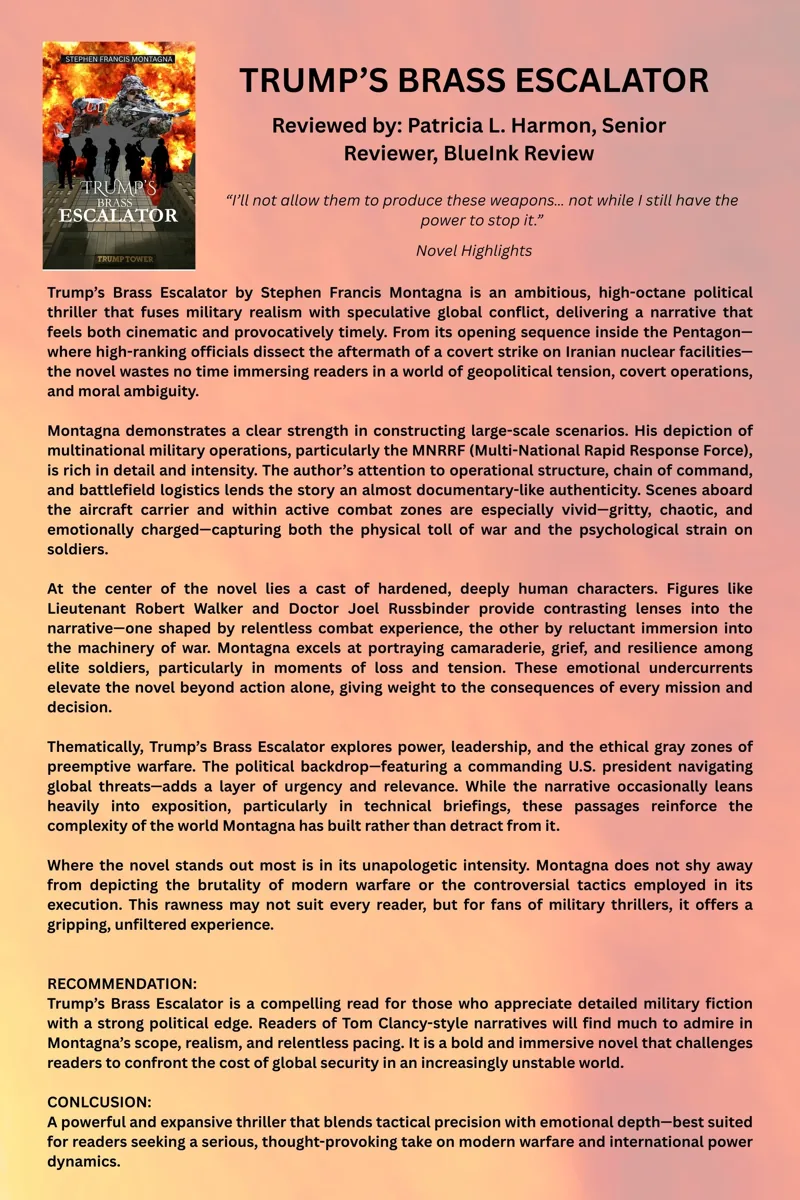 STEPHEN FRANCIS MONTAGNA
TRUMP'S
BRASS
ESCALATOR
TRUMP TOWER
TRUMP'S BRASS ESCALATOR
Reviewed by: Patricia L. Harmon, Senior
Reviewer, BlueInk Review
“I'll not allow them to produce these weapons... not while I still have the
power to stop it.”
Novel Highlights
Trump's Brass Escalator by Stephen Francis Montagna is an ambitious, high-octane political
thriller that fuses military realism with speculative global conflict, delivering a narrative that
feels both cinematic and provocatively timely. From its opening sequence inside the Pentagon—
where high-ranking officials dissect the aftermath of a covert strike on Iranian nuclear facilities—
the novel wastes no time immersing readers in a world of geopolitical tension, covert operations,
and moral ambiguity.
Montagna demonstrates a clear strength in constructing large-scale scenarios. His depiction of
multinational military operations, particularly the MNRRF (Multi-National Rapid Response Force),
is rich in detail and intensity. The author's attention to operational structure, chain of command,
and battlefield logistics lends the story an almost documentary-like authenticity. Scenes aboard
the aircraft carrier and within active combat zones are especially vivid—gritty, chaotic, and
emotionally charged—capturing both the physical toll of war and the psychological strain on
soldiers.
At the center of the novel lies a cast of hardened, deeply human characters. Figures like
Lieutenant Robert Walker and Doctor Joel Russbinder provide contrasting lenses into the
narrative—one shaped by relentless combat experience, the other by reluctant immersion into
the machinery of war. Montagna excels at portraying camaraderie, grief, and resilience among
elite soldiers, particularly in moments of loss and tension. These emotional undercurrents
elevate the novel beyond action alone, giving weight to the consequences of every mission and
decision.
Thematically, Trump's Brass Escalator explores power, leadership, and the ethical gray zones of
preemptive warfare. The political backdrop—featuring a commanding U.S. president navigating
global threats—adds a layer of urgency and relevance. While the narrative occasionally leans
heavily into exposition, particularly in technical briefings, these passages reinforce the
complexity of the world Montagna has built rather than detract from it.
Where the novel stands out most is in its unapologetic intensity. Montagna does not shy away
from depicting the brutality of modern warfare or the controversial tactics employed in its
execution. This rawness may not suit every reader, but for fans of military thrillers, it offers a
gripping, unfiltered experience.
RECOMMENDATION:
Trump's Brass Escalator is a compelling read for those who appreciate detailed military fiction
with a strong political edge. Readers of Tom Clancy-style narratives will find much to admire in
Montagna's scope, realism, and relentless pacing. It is a bold and immersive novel that challenges
readers to confront the cost of global security in an increasingly unstable world.
CONLCUSION:
A powerful and expansive thriller that blends tactical precision with emotional depth—best suited
for readers seeking a serious, thought-provoking take on modern warfare and international power
dynamics.